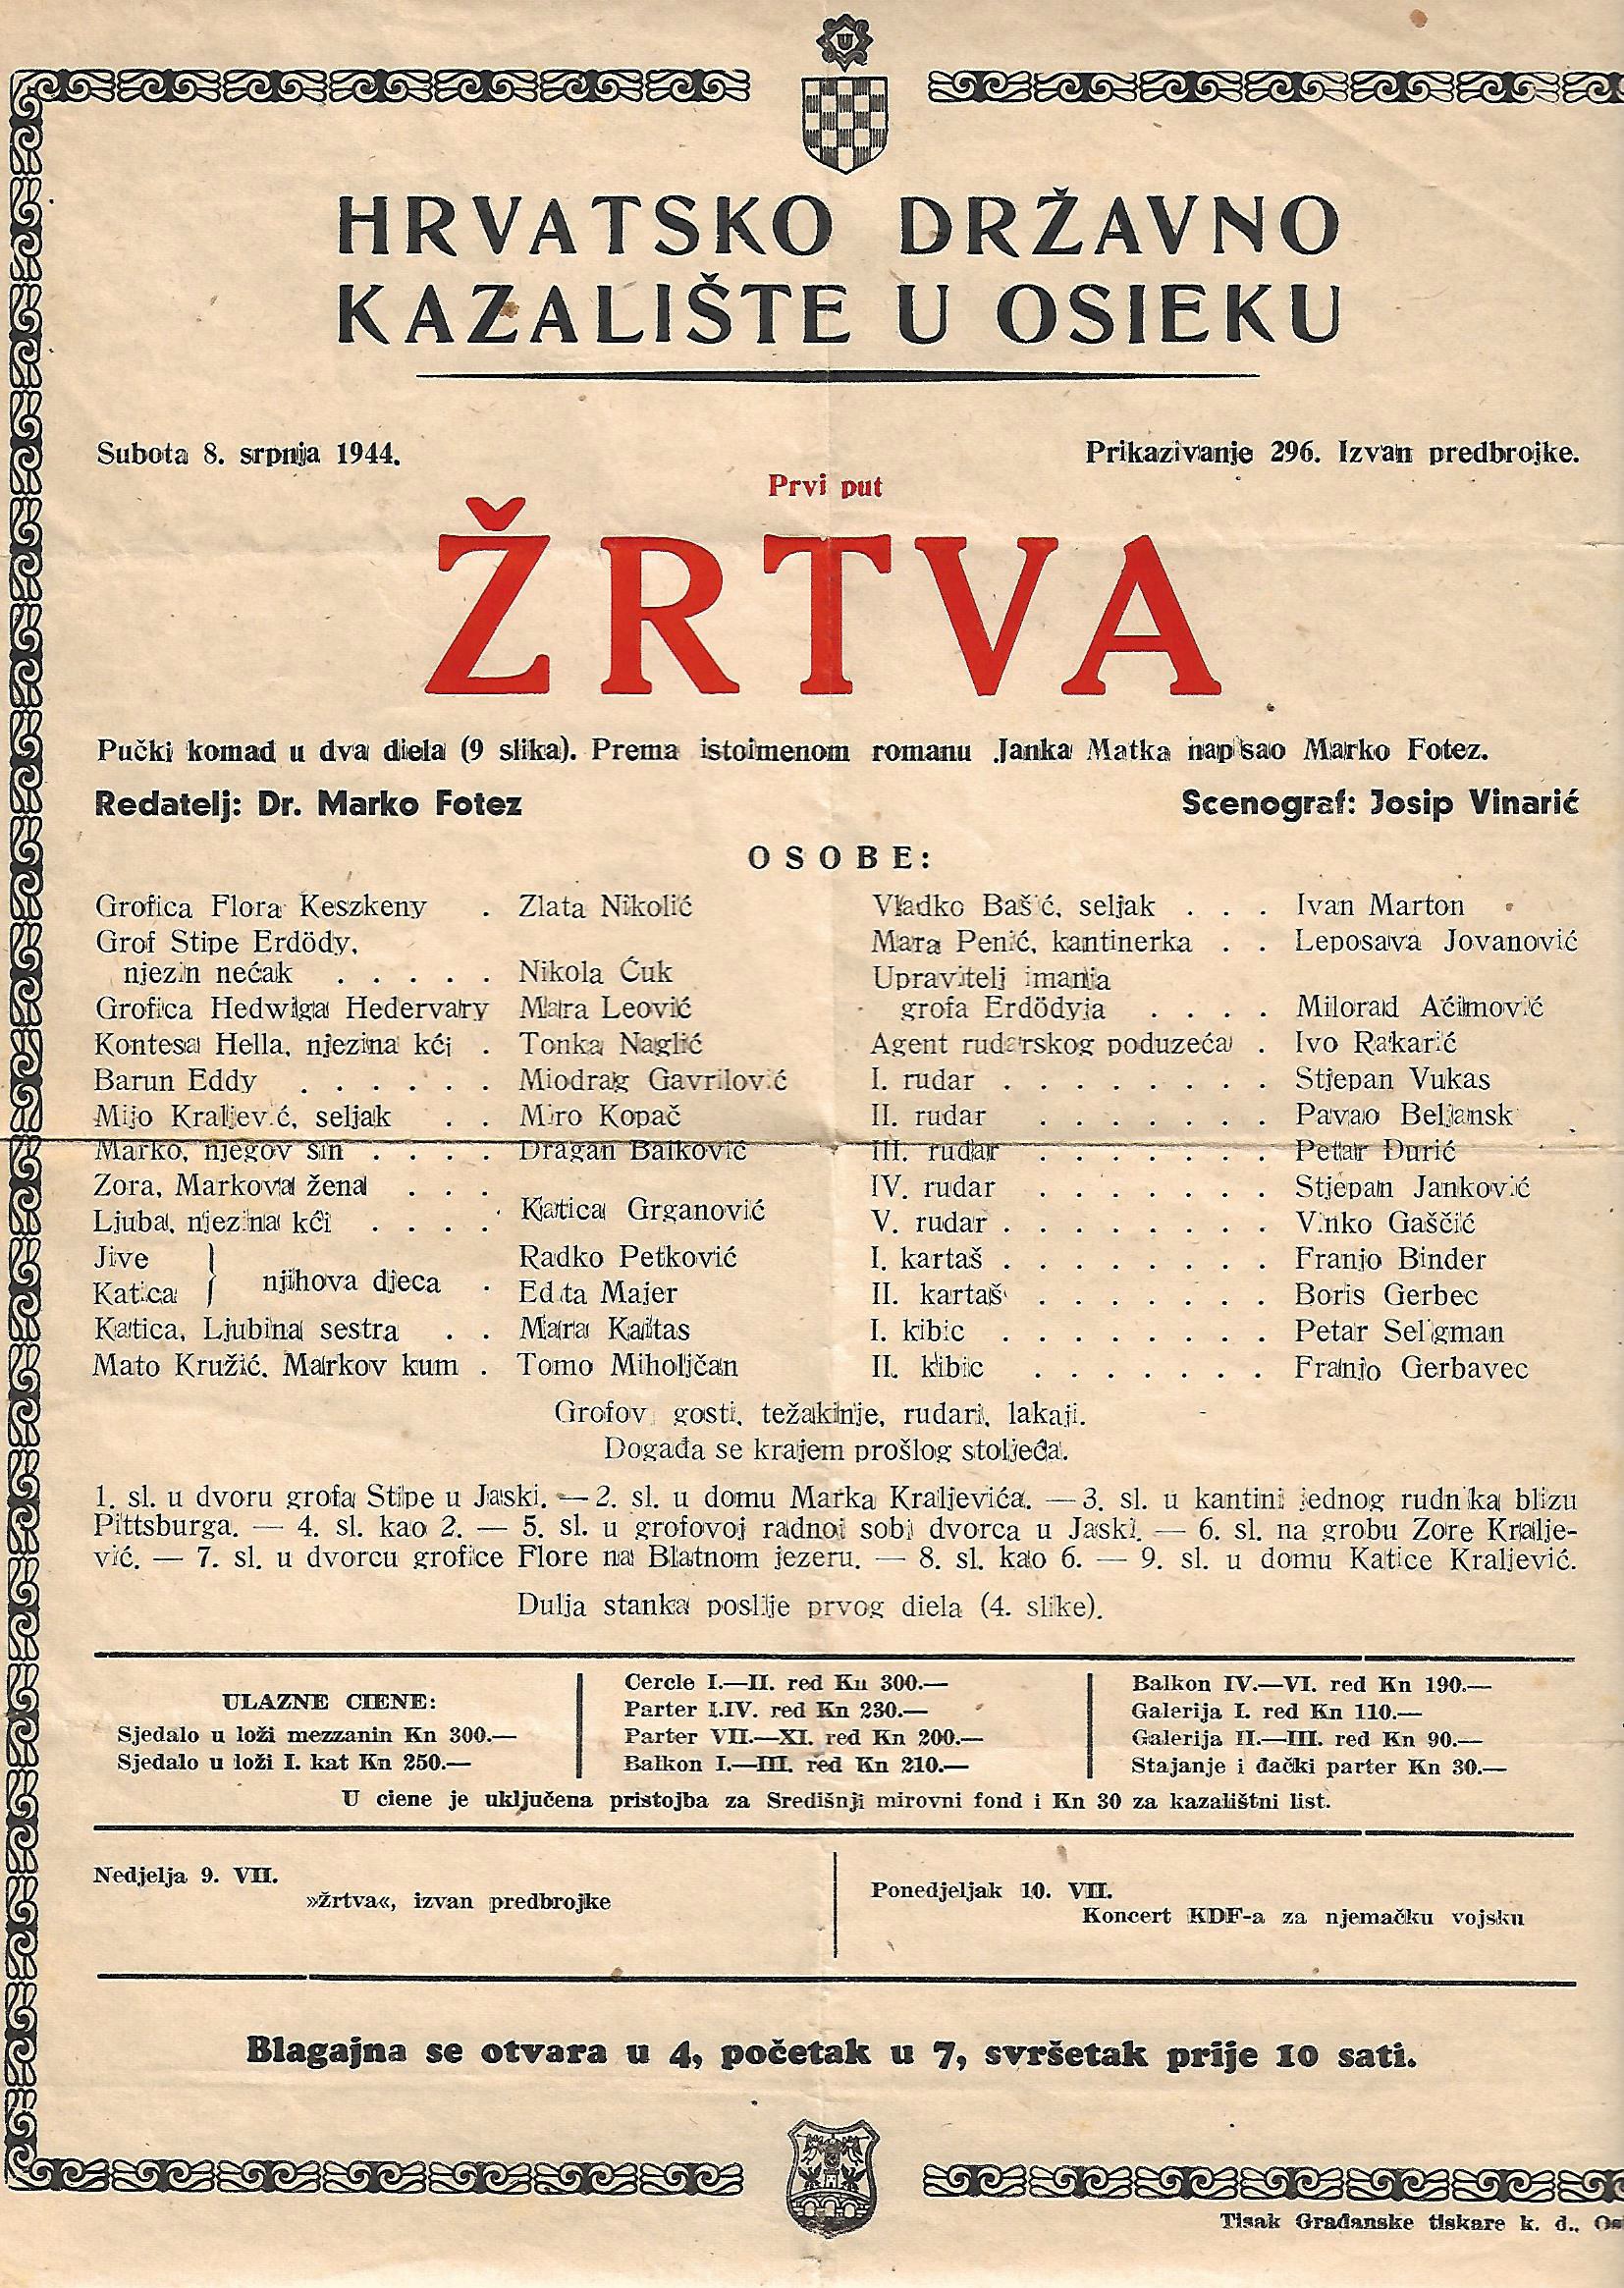 U
HRVATSKO DRŽAVNO
KAZALIŠTE U OSIEKU
Subota 8. srpnja 1944.
Prikazivanje 296. Izvan predbrojke.
Prvi put
ŽRTVA
Pučki komad u dva diela (9 slika). Prema istoimenom romanu Janka Matka napisao Marko Fotez.
Redatelj: Dr. Marko Fotez
Scenograf: Josip Vinarić
OSOBE:
Grofica Flora Keszkeny . Zlata Nikolić
Grof Stipe Erdödy,
njezin nećak . . . . . Nikola Ćuk
Grofica Hedwiga Hedervary Mara Leović
Kontesa Hella, njezina kći . Tonka Naglić
Barun Eddy . . . . . . Miodrag Gavrilović
Mijo Kraljević, seljak . . Miro Kopač
Marko, njegov sin . . . . Dragan Balković
Zora, Markova žena . . .
Ljuba, njezina kći . . . . Katica Grganović
Jive } njihova djeca . Radko Petković
Katica Edita Majer
Katica, Ljubina sestra . . Mara Kaitas
Mato Kružić, Markov kum . Tomo Miholjčan
Vladko Bašić, seljak . . . Ivan Marton
Mara Penić, kantinerka . . Leposava Jovanović
Upravitelj imanja
grofa Erdödyja . . . . Milorad Aćimović
Agent rudarskog poduzeća . Ivo Rakarić
I. rudar . . . . . . . . Stjepan Vukas
II. rudar . . . . . . . Pavao Beljansk
III. rudar . . . . . . . Petar Đurić
IV. rudar . . . . . . . Stjepan Janković
V. rudar . . . . . . . . Vinko Gaščić
I. kartaš . . . . . . . . Franjo Binder
II. kartaš . . . . . . . Boris Gerbec
I. kibic . . . . . . . . Petar Seligman
II. kibic . . . . . . . Franjo Gerbavec
Grofovi gosti, težakinje, rudari, lakaji.
Događa se krajem prošlog stoljeća.
1. sl. u dvoru grofa Stipe u Jaski. — 2. sl. u domu Marka Kraljevića. — 3. sl. u kantini jednog rudnika blizu
Pittsburga. — 4. sl. kao 2. — 5. sl. u grofovoj radnoj sobi dvorca u Jaski. — 6. sl. na grobu Zore Kralje-
vić. — 7. sl. u dvorcu grofice Flore na Blatnom jezeru. — 8. sl. kao 6. — 9. sl. u domu Katice Kraljević.
Dulja stanka poslije prvog diela (4. slike).
ULAZNE CIENE:
Sjedalo u loži mezzanin Kn 300.—
Sjedalo u loži I. kat Kn 250.—
Cercle I.—II. red Kn 300.—
Parter I.IV. red Kn 230.—
Parter VII.—XI. red Kn 200.—
Balkon I.—III. red Kn 210.—
Balkon IV.—VI. red Kn 190.—
Galerija I. red Kn 110.—
Galerija II.—III. red Kn 90.—
Stajanje i đački parter Kn 30.—
U ciene je uključena pristojba za Središnji mirovni fond i Kn 30 za kazalištni list.
Nedjelja 9. VII.
»Žrtva«, izvan predbrojke
Ponedjeljak 10. VII.
Koncert KDF-a za njemačku vojsku
Blagajna se otvara u 4, početak u 7, svršetak prije 10 sati.
Tisak Građanske tiskare k. d., Os